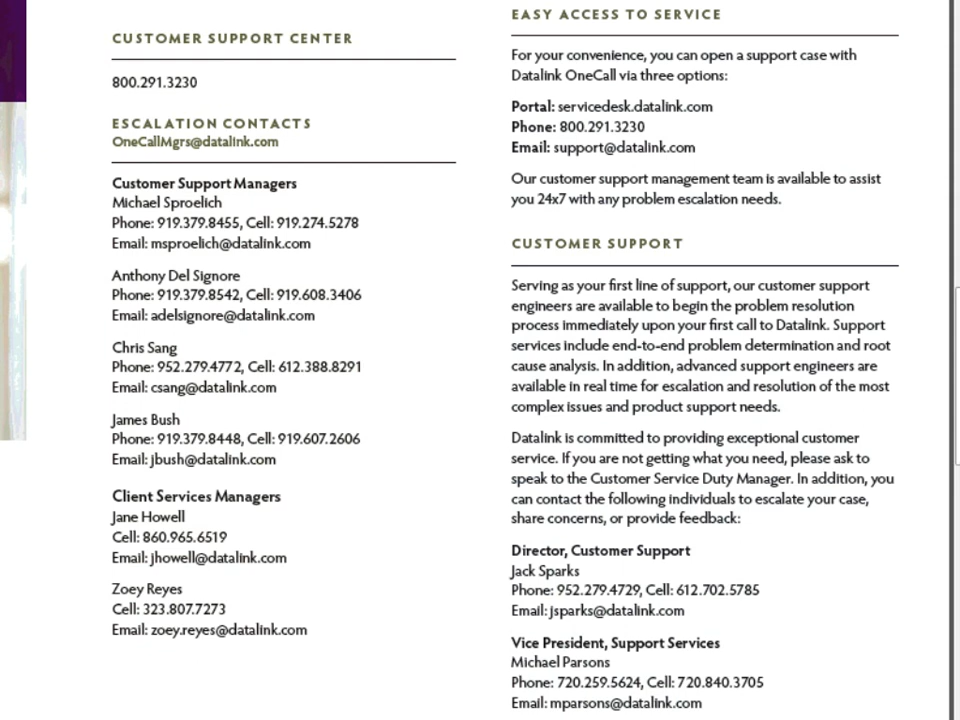 CUSTOMER SUPPORT CENTER
800.291.3230
ESCALATION CONTACTS
OneCallMgrs@datalink.com
Customer Support Managers
Michael Sproelich
Phone: 919.379.8455, Cell: 919.274.5278
Email: msproelich@datalink.com
Anthony Del Signore
Phone: 919.379.8542, Cell: 919.608.3406
Email: adelsignore@datalink.com
Chris Sang
Phone: 952.279.4772, Cell: 612.388.8291
Email: csang@datalink.com
James Bush
Phone: 919.379.8448, Cell: 919.607.2606
Email: jbush@datalink.com
Client Services Managers
Jane Howell
Cell: 860.965.6519
Email: jhowell@datalink.com
Zoey Reyes
Cell: 323.807.7273
Email: zoey.reyes@datalink.com
EASY ACCESS TO SERVICE
For your convenience, you can open a support case with
Datalink OneCall via three options:
Portal: servicedesk.datalink.com
Phone: 800.291.3230
Email: support@datalink.com
Our customer support management team is available to assist
you 24x7 with any problem escalation needs.
CUSTOMER SUPPORT
Serving as your first line of support, our customer support
engineers are available to begin the problem resolution
process immediately upon your first call to Datalink. Support
services include end-to-end problem determination and root
cause analysis. In addition, advanced support engineers are
available in real time for escalation and resolution of the most
complex issues and product support needs.
Datalink is committed to providing exceptional customer
service. If you are not getting what you need, please ask to
speak to the Customer Service Duty Manager. In addition, you
can contact the following individuals to escalate your case,
share concerns, or provide feedback:
Director, Customer Support
Jack Sparks
Phone: 952.279.4729, Cell: 612.702.5785
Email: jsparks@datalink.com
Vice President, Support Services
Michael Parsons
Phone: 720.259.5624, Cell: 720.840.3705
Email: mparsons@datalink.com